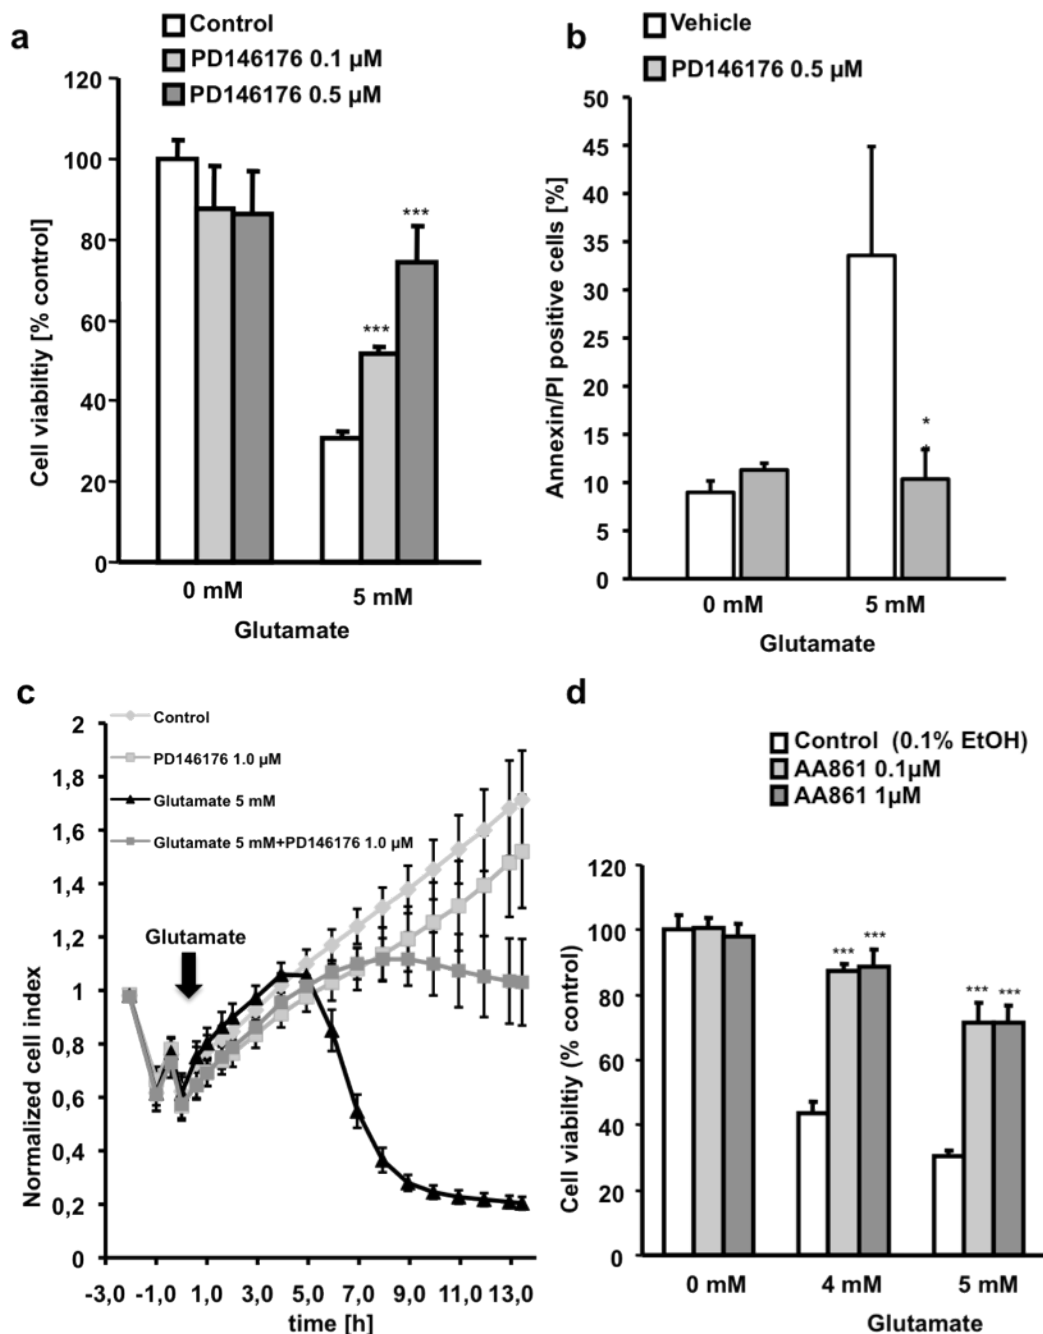 a
Control
PD146176 0.1 µM
PD146176 0.5 µM
120
100
80
60
40
20
0
Cell viabiltiy [% control]
***
***
0 mM
5 mM
Glutamate
b
Vehicle
PD146176 0.5 µM
50
45
40
35
30
25
20
15
10
5
0
Annexin/PI positive cells [%]
*
0 mM
5 mM
Glutamate
c
Control
PD146176 1.0 µM
Glutamate 5 mM
Glutamate 5 mM+PD146176 1.0 µM
2
1,8
1,6
1,4
1,2
1
0,8
0,6
0,4
0,2
0
Normalized cell index
Glutamate
-3,0 -1,0 1,0 3,0 5,0 7,0 9,0 11,0 13,0
time [h]
d
Control (0.1% EtOH)
AA861 0.1µM
AA861 1µM
120
100
80
60
40
20
0
Cell viabiltiy (% control)
*** ***
*** ***
0 mM
4 mM
5 mM
Glutamate